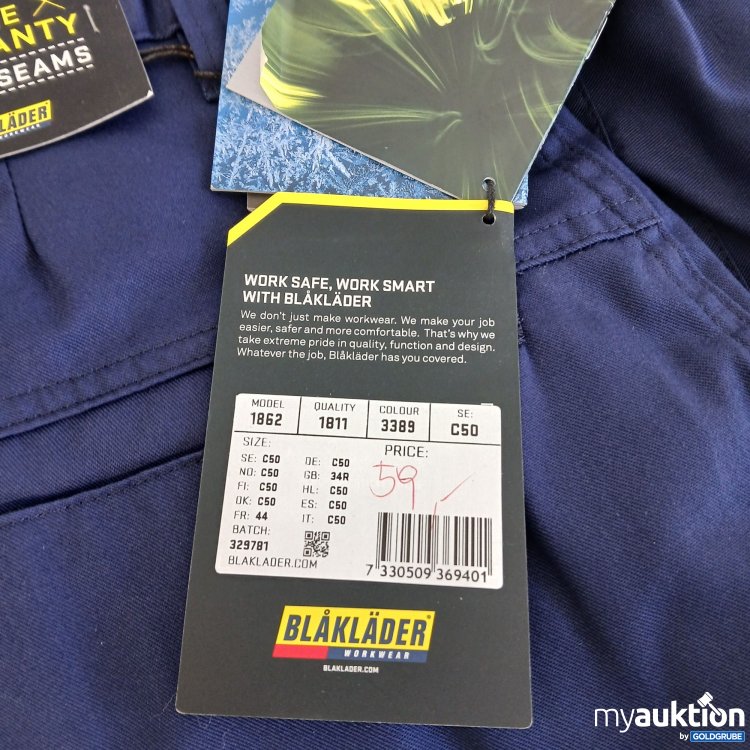 ANTY
SEAMS
LÄDER
WORKWEAR
WORK SAFE, WORK SMART
WITH BLÅKLÄDER
We don't just make workwear. We make your job
easier, safer and more comfortable. That's why we
take extreme pride in quality, function and design.
Whatever the job, Blåkläder has you covered.
MODEL QUALITY COLOUR SE:
1862 1811 3389 C50
SIZE: PRICE:
SE: C50 DE: C50
NO: C50 GB: 34R
FI: C50 HL: C50
DK: C50 ES: C50
FR: 44 IT: C50
59,-
BATCH:
329781
BLAKLADER.COM
7 330509 369401
BLÅKLÄDER
WORKWEAR
BLAKLADER.COM
myauktion
by GOLDGRUBE